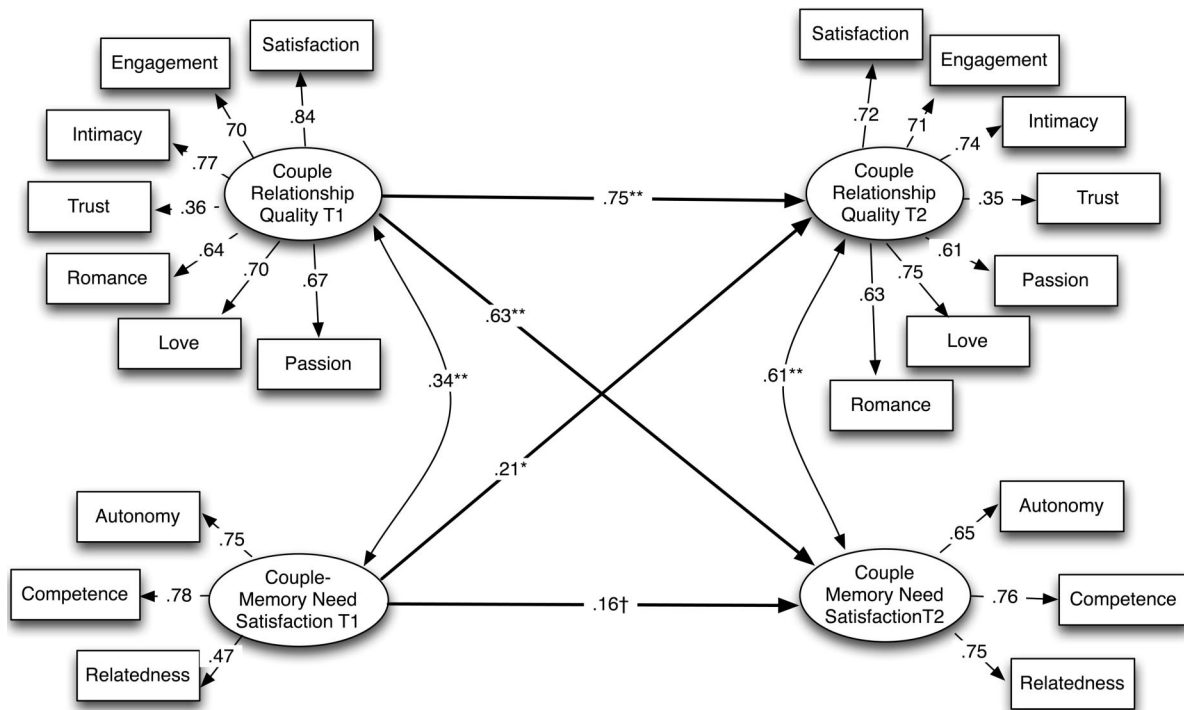 Satisfaction
Engagement
Intimacy
Trust
Romance
Love
Passion
.84
70
.77
.36
.64
.70
.67
Couple
Relationship
Quality T1
.75**
.63**
.34**
.21*
.16†
.61**
Satisfaction
Engagement
Intimacy
Trust
Passion
Love
Romance
.72
71
.74
.35
.61
.75
.63
Couple
Relationship
Quality T2
Autonomy
Competence
Relatedness
.75
.78
.47
Couple-
Memory Need
Satisfaction T1
Couple
Memory Need
SatisfactionT2
.65
.76
.75
Autonomy
Competence
Relatedness